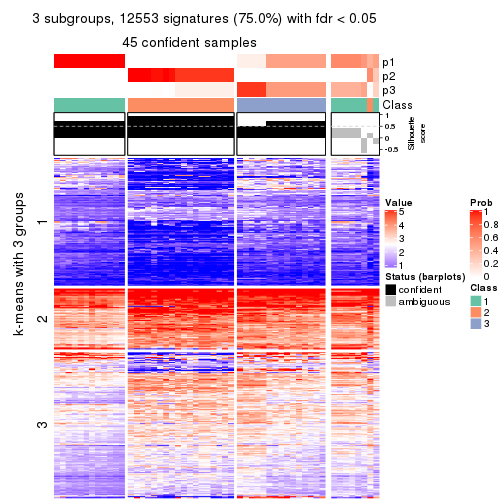 3 subgroups, 12553 signatures (75.0%) with fdr < 0.05
45 confident samples
p1
p2
p3
Class
1
0.5
0
-0.5
Silhouette
score
k-means with 3 groups
1
2
3
Value
5
4
3
2
1
Status (barplots)
confident
ambiguous
Prob
1
0.8
0.6
0.4
0.2
0
Class
1
2
3